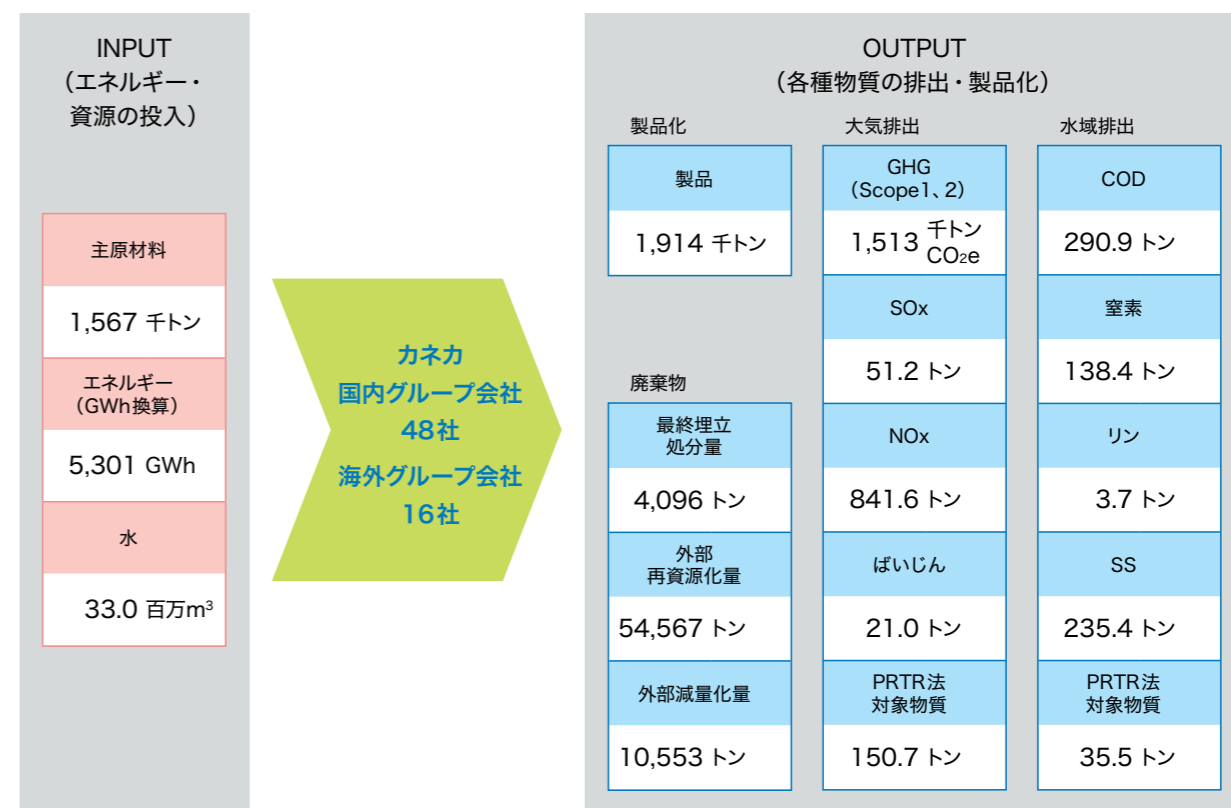 INPUT
（エネルギー・
資源の投入）
主原材料
1,567 千トン
エネルギー
（GWh換算）
5,301 GWh
水
33.0 百万m³
カネカ
国内グループ会社
48社
海外グループ会社
16社
OUTPUT
（各種物質の排出・製品化）
製品化
製品
1,914 千トン
廃棄物
最終埋立
処分量
4,096 トン
外部
再資源化量
54,567 トン
外部減量化量
10,553 トン
大気排出
GHG
（Scope1、2）
1,513 千トン
CO₂e
SOx
51.2 トン
NOx
841.6 トン
ばいじん
21.0 トン
PRTR法
対象物質
150.7 トン
水域排出
COD
290.9 トン
窒素
138.4 トン
リン
3.7 トン
SS
235.4 トン
PRTR法
対象物質
35.5 トン